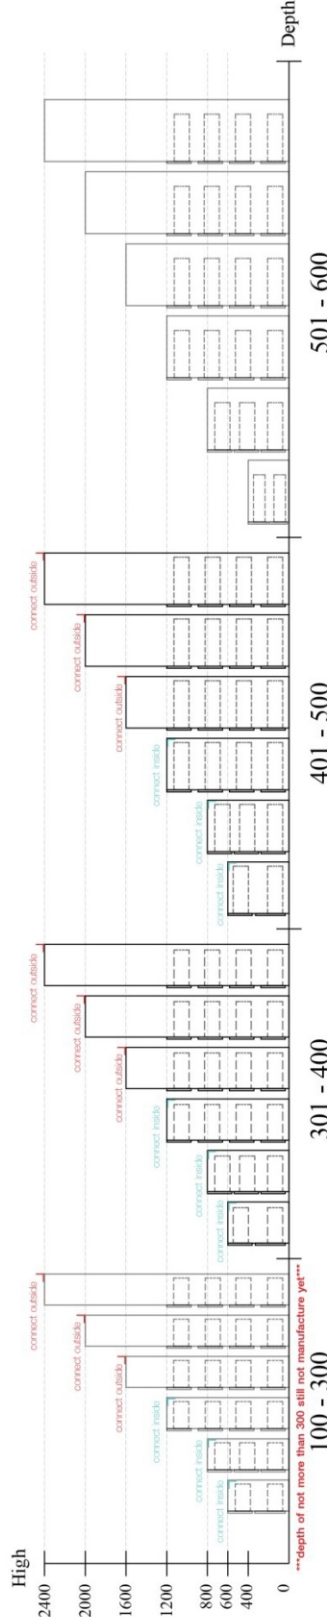 High
2400
connect outside
connect outside
connect outside
2000
connect outside
connect outside
connect outside
1600
connect outside
connect outside
connect outside
1200
connect inside
connect inside
connect inside
800
connect inside
connect inside
connect inside
600
connect inside
connect inside
connect inside
400
0
Depth
***depth of not more than 300 still not manufacture yet***
100 - 300
301 - 400
401 - 500
501 - 600